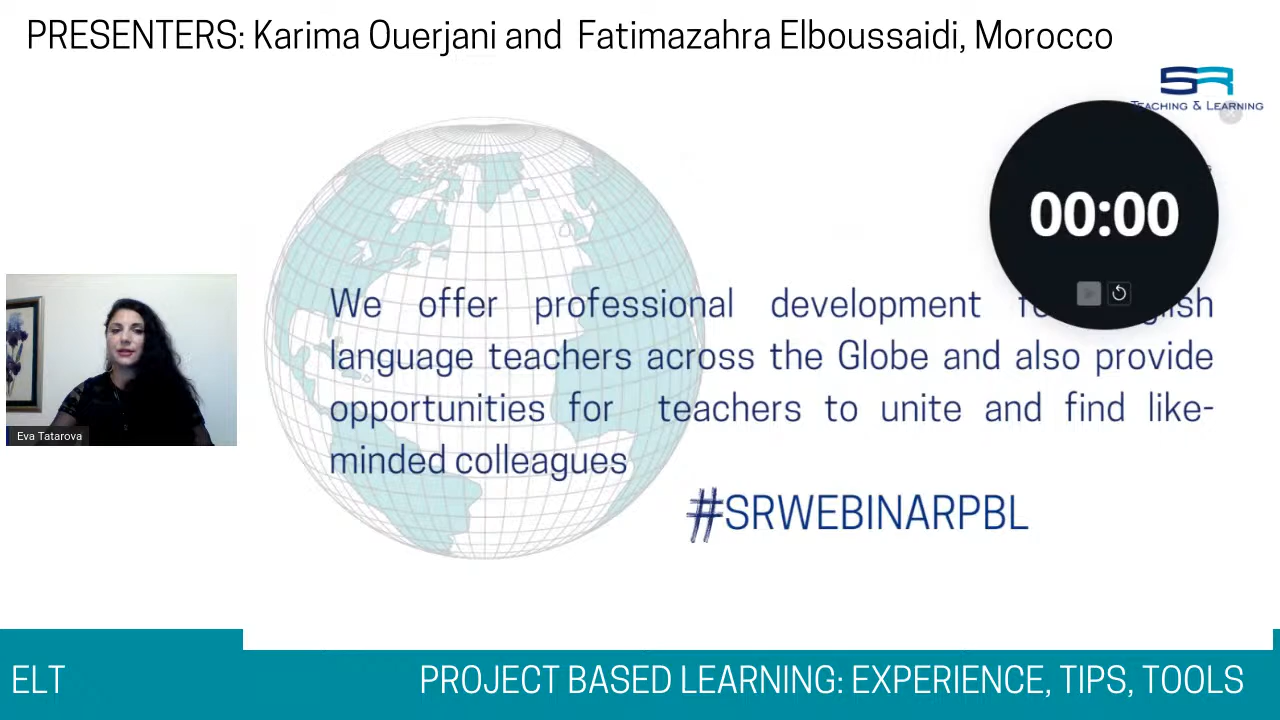 PRESENTERS: Karima Ouerjani and Fatimazahra Elboussaidi, Morocco
SR
TEACHING & LEARNING
00:00
We offer professional development
language teachers across the Globe and also provide
opportunities for teachers to unite and find like-
minded colleagues
#SRWEBINARPBL
Eva Tatarova
ELT
PROJECT BASED LEARNING: EXPERIENCE, TIPS, TOOLS